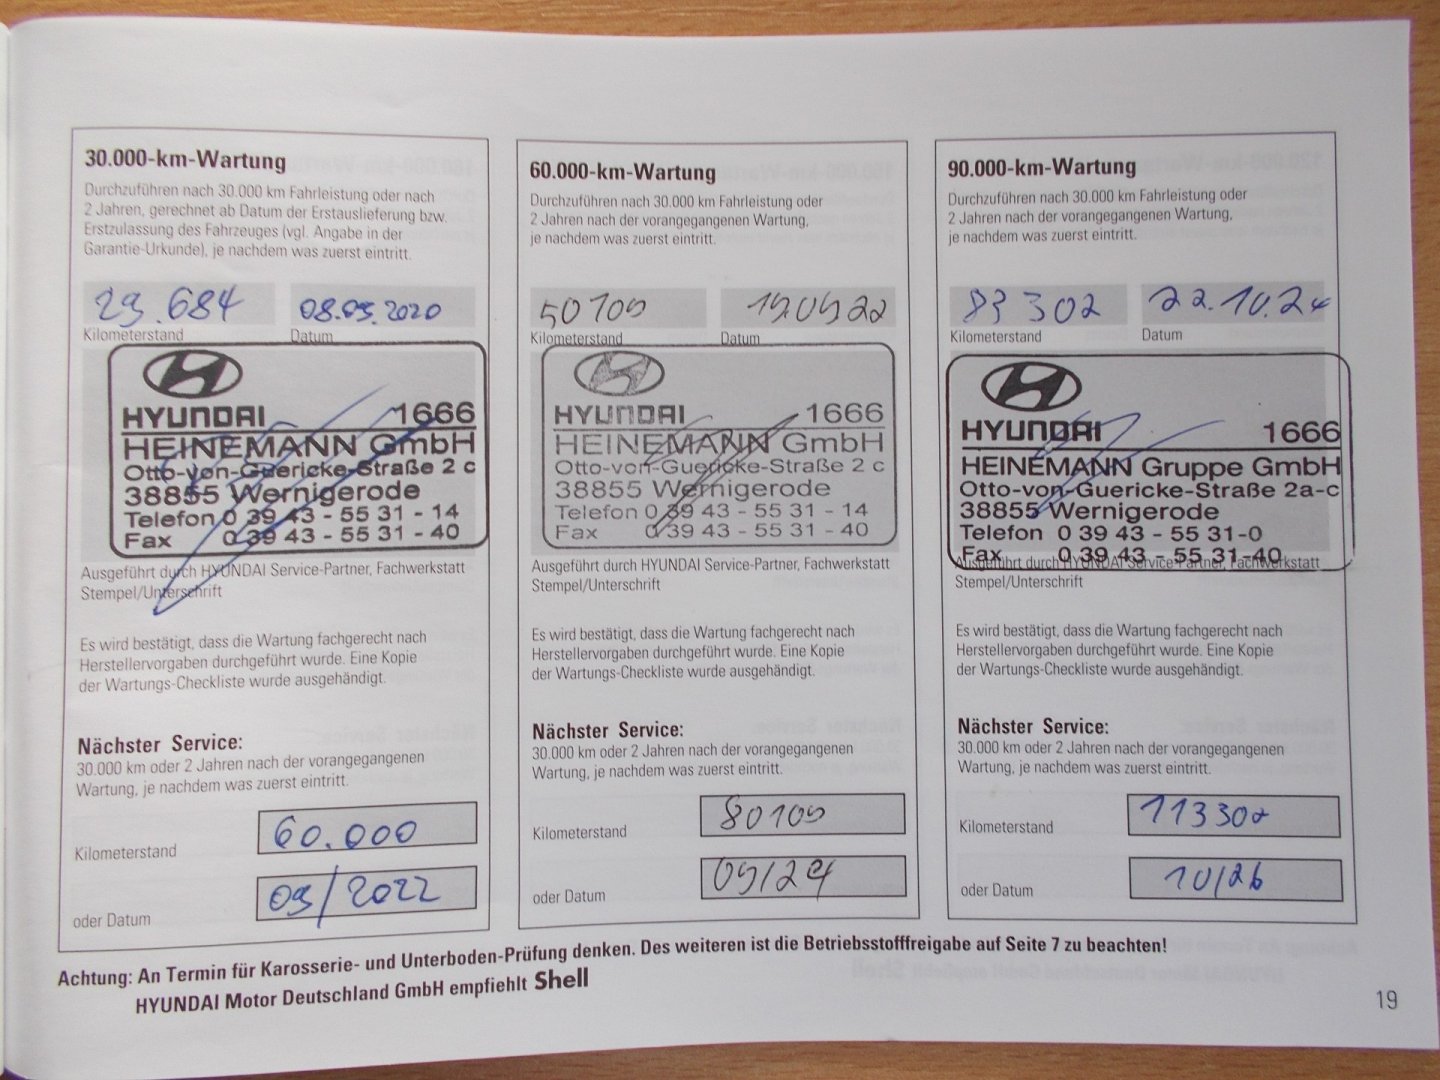 30.000-km-Wartung
Durchzuführen nach 30.000 km Fahrleistung oder nach
2 Jahren, gerechnet ab Datum der Erstauslieferung bzw.
Erstzulassung des Fahrzeuges (vgl. Angabe in der
Garantie-Urkunde), je nachdem was zuerst eintritt.
29.684
08.09.2020
Kilometerstand
Datum
HYUNDAI 1666
HEINEMANN GmbH
Otto-von-Guericke-Straße 2 c
38855 Wernigerode
Telefon 0 39 43 - 55 31 - 14
Fax 0 39 43 - 55 31 - 40
Ausgeführt durch HYUNDAI Service-Partner, Fachwerkstatt
Stempel/Unterschrift
Es wird bestätigt, dass die Wartung fachgerecht nach
Herstellervorgaben durchgeführt wurde. Eine Kopie
der Wartungs-Checkliste wurde ausgehändigt.
Nächster Service:
30.000 km oder 2 Jahren nach der vorangegangenen
Wartung, je nachdem was zuerst eintritt.
Kilometerstand 60.000
oder Datum 09/2022
60.000-km-Wartung
Durchzuführen nach 30.000 km Fahrleistung oder
2 Jahren nach der vorangegangenen Wartung,
je nachdem was zuerst eintritt.
50109
19.09.22
Kilometerstand
Datum
HYUNDAI 1666
HEINEMANN GmbH
Otto-von-Guericke-Straße 2 c
38855 Wernigerode
Telefon 0 39 43 - 55 31 - 14
Fax 0 39 43 - 55 31 - 40
Ausgeführt durch HYUNDAI Service-Partner, Fachwerkstatt
Stempel/Unterschrift
Es wird bestätigt, dass die Wartung fachgerecht nach
Herstellervorgaben durchgeführt wurde. Eine Kopie
der Wartungs-Checkliste wurde ausgehändigt.
Nächster Service:
30.000 km oder 2 Jahren nach der vorangegangenen
Wartung, je nachdem was zuerst eintritt.
Kilometerstand 80109
oder Datum 09/24
90.000-km-Wartung
Durchzuführen nach 30.000 km Fahrleistung oder
2 Jahren nach der vorangegangenen Wartung,
je nachdem was zuerst eintritt.
83 302
22.10.24
Kilometerstand
Datum
HYUNDAI 1666
HEINEMANN Gruppe GmbH
Otto-von-Guericke-Straße 2a-c
38855 Wernigerode
Telefon 0 39 43 - 55 31-0
Fax 0 39 43 - 55 31-40
Ausgeführt durch HYUNDAI Service-Partner, Fachwerkstatt
Stempel/Unterschrift
Es wird bestätigt, dass die Wartung fachgerecht nach
Herstellervorgaben durchgeführt wurde. Eine Kopie
der Wartungs-Checkliste wurde ausgehändigt.
Nächster Service:
30.000 km oder 2 Jahren nach der vorangegangenen
Wartung, je nachdem was zuerst eintritt.
Kilometerstand 113302
oder Datum 10/26
Achtung: An Termin für Karosserie- und Unterboden-Prüfung denken. Des weiteren ist die Betriebsstofffreigabe auf Seite 7 zu beachten!
HYUNDAI Motor Deutschland GmbH empfiehlt Shell
19